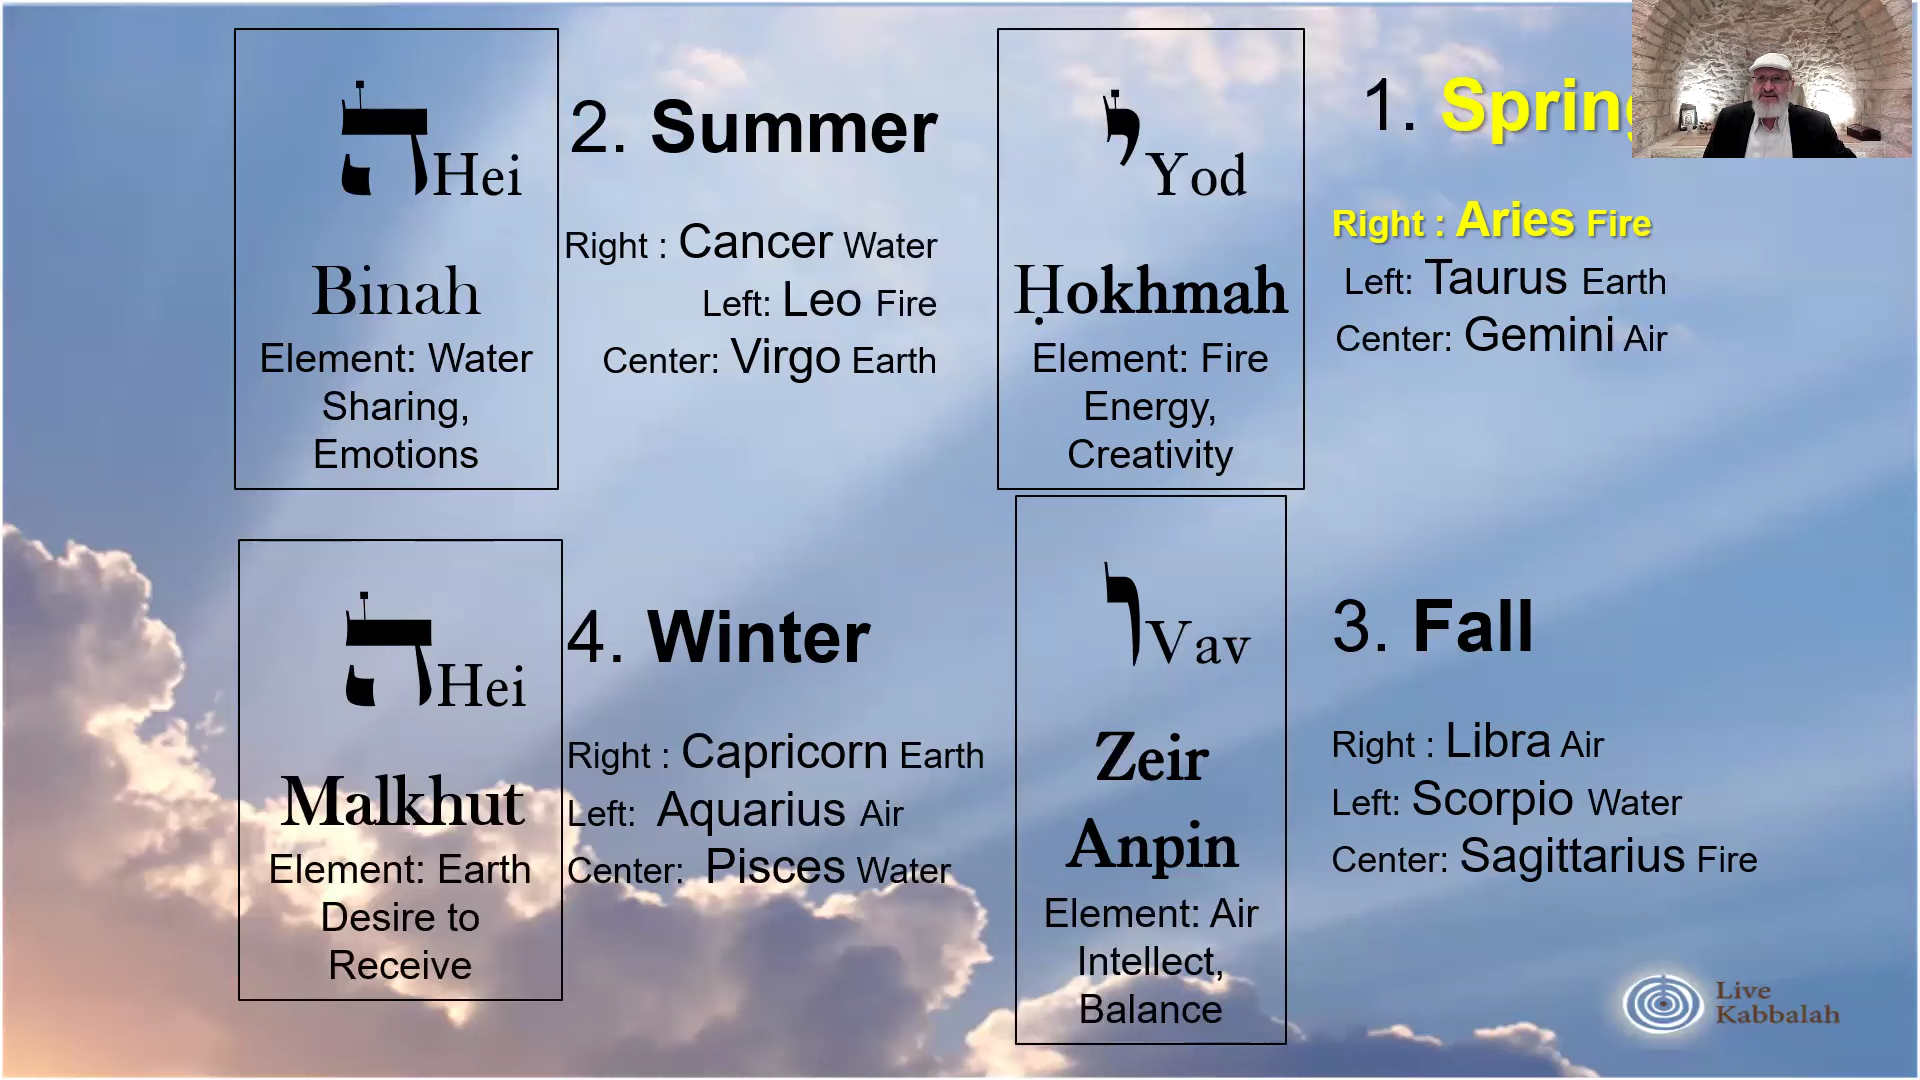 הֿ Hei
Binah
Element: Water
Sharing,
Emotions
2. Summer
Right : Cancer Water
Left: Leo Fire
Center: Virgo Earth
יֿ Yod
Ḥokhmah
Element: Fire
Energy,
Creativity
1. Spring
Right : Aries Fire
Left: Taurus Earth
Center: Gemini Air
הֿ Hei
Malkhut
Element: Earth
Desire to
Receive
4. Winter
Right : Capricorn Earth
Left: Aquarius Air
Center: Pisces Water
ו Vav
Zeir
Anpin
Element: Air
Intellect,
Balance
3. Fall
Right : Libra Air
Left: Scorpio Water
Center: Sagittarius Fire
Live
Kabbalah